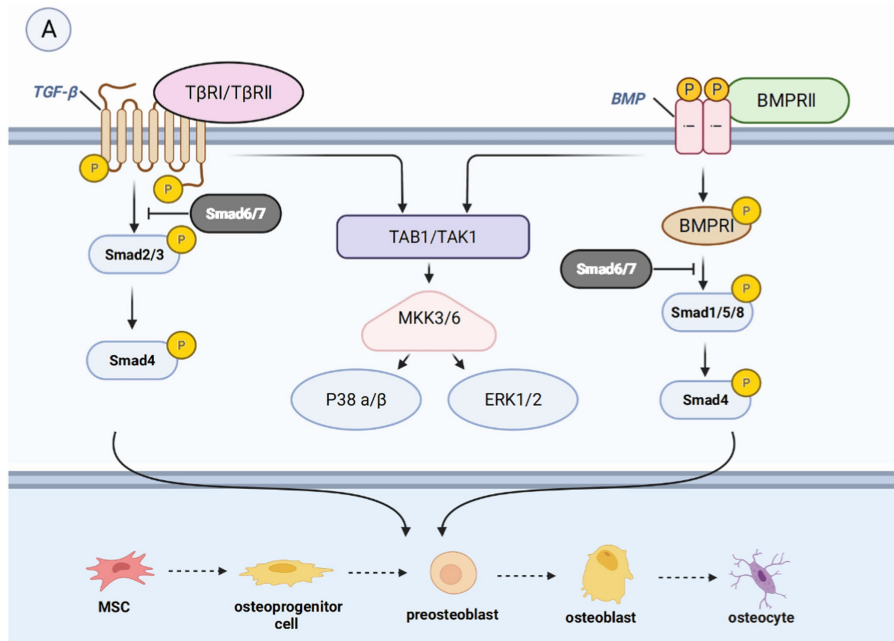 A
TGF-β
TβRI/TβRII
P
P
Smad6/7
Smad2/3
P
Smad4
P
TAB1/TAK1
MKK3/6
P38 a/β
ERK1/2
BMP
P
P
BMPRII
BMPRI
P
Smad6/7
Smad1/5/8
P
Smad4
P
MSC
osteoprogenitor
cell
preosteoblast
osteoblast
osteocyte